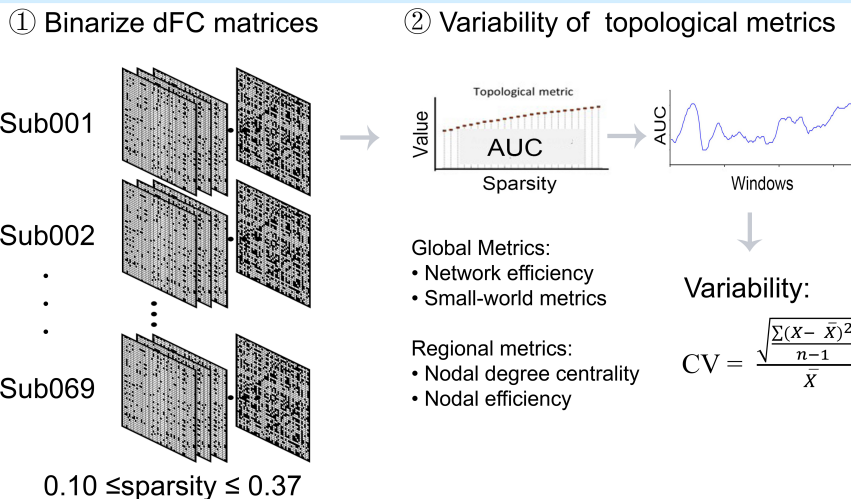 ① Binarize dFC matrices
Sub001
Sub002
Sub069
0.10 ≤sparsity ≤ 0.37
② Variability of topological metrics
Topological metric
Value
AUC
Sparsity
AUC
Windows
Global Metrics:
• Network efficiency
• Small-world metrics
Regional metrics:
• Nodal degree centrality
• Nodal efficiency
Variability:
CV = √(∑(X− X̄)²/n−1)/X̄